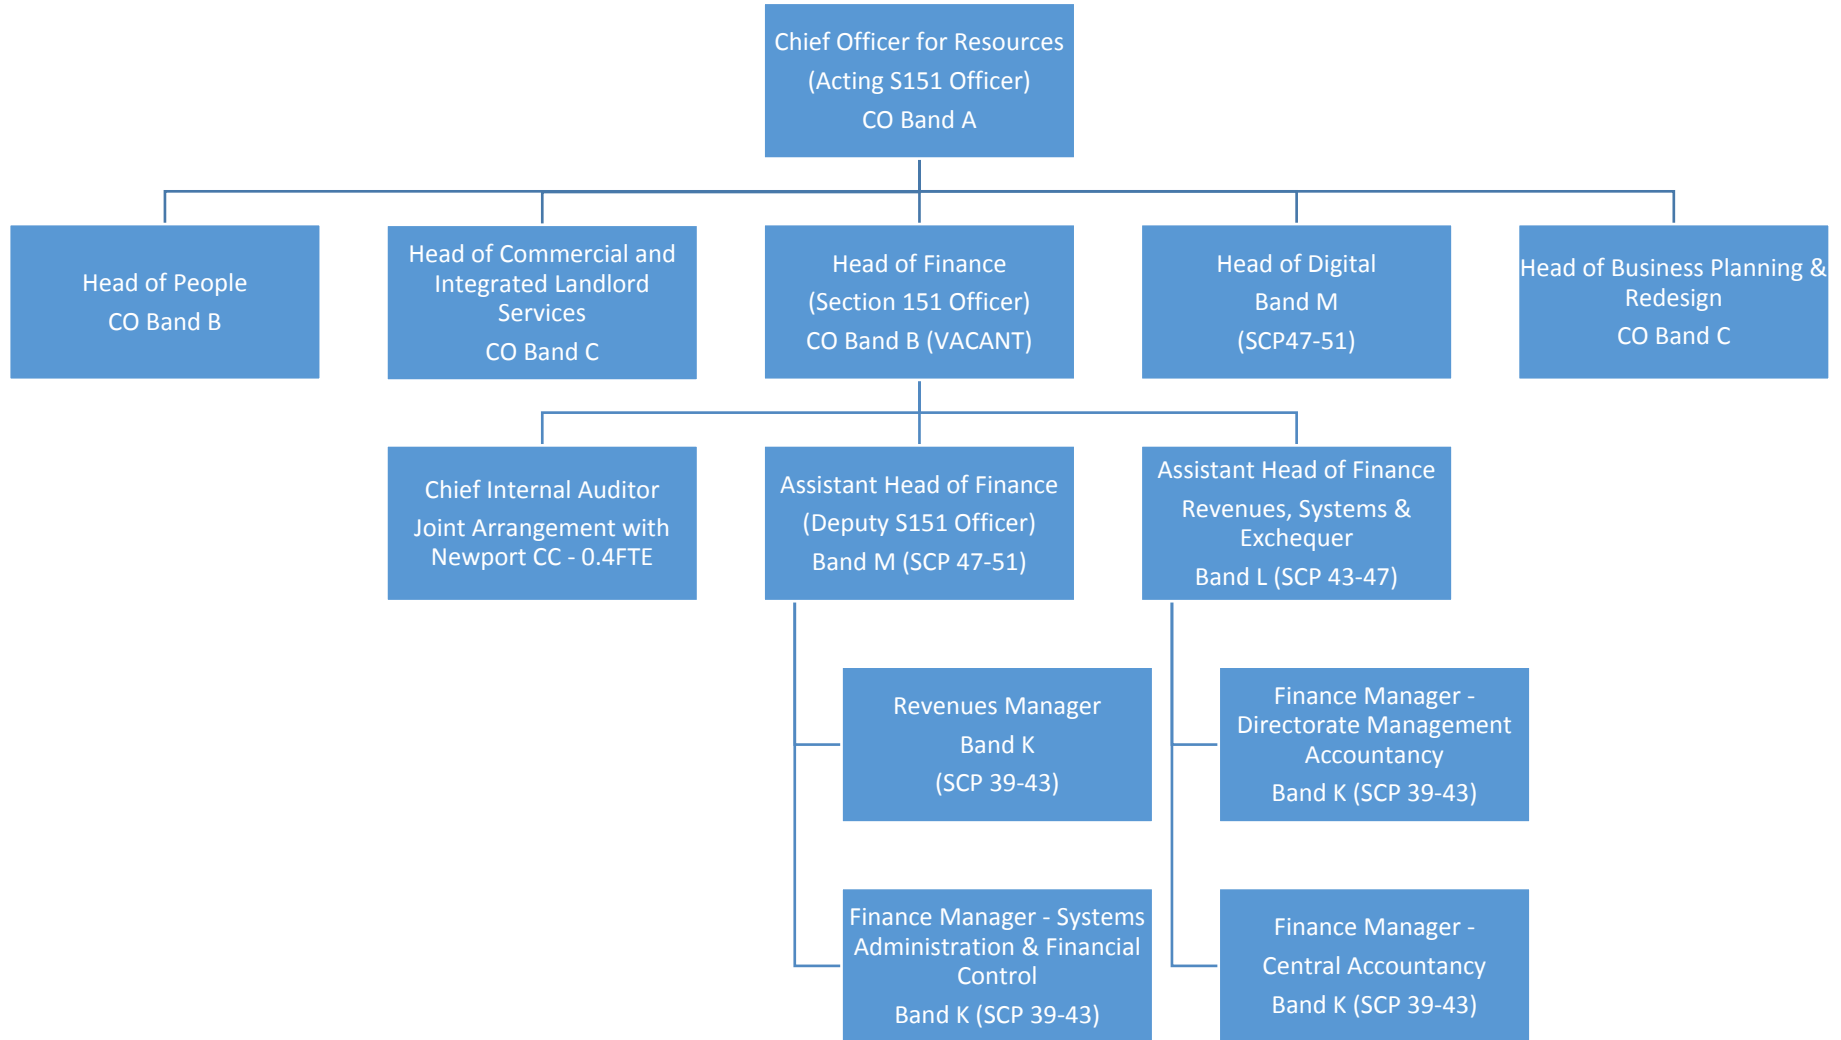 Chief Officer for Resources
(Acting S151 Officer)
CO Band A
Head of People
CO Band B
Head of Commercial and
Integrated Landlord
Services
CO Band C
Head of Finance
(Section 151 Officer)
CO Band B (VACANT)
Head of Digital
Band M
(SCP47-51)
Head of Business Planning &
Redesign
CO Band C
Chief Internal Auditor
Joint Arrangement with
Newport CC - 0.4FTE
Assistant Head of Finance
(Deputy S151 Officer)
Band M (SCP 47-51)
Assistant Head of Finance
Revenues, Systems &
Exchequer
Band L (SCP 43-47)
Revenues Manager
Band K
(SCP 39-43)
Finance Manager -
Directorate Management
Accountancy
Band K (SCP 39-43)
Finance Manager - Systems
Administration & Financial
Control
Band K (SCP 39-43)
Finance Manager -
Central Accountancy
Band K (SCP 39-43)